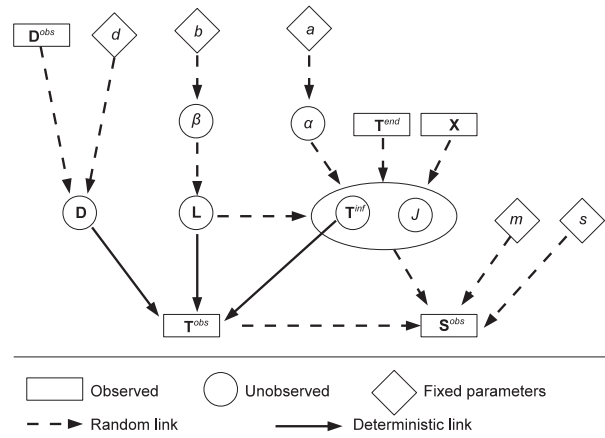 D^obs d b a
β α T^end X
D L T^inf J m s
T^obs S^obs
Observed Unobserved Fixed parameters
Random link Deterministic link